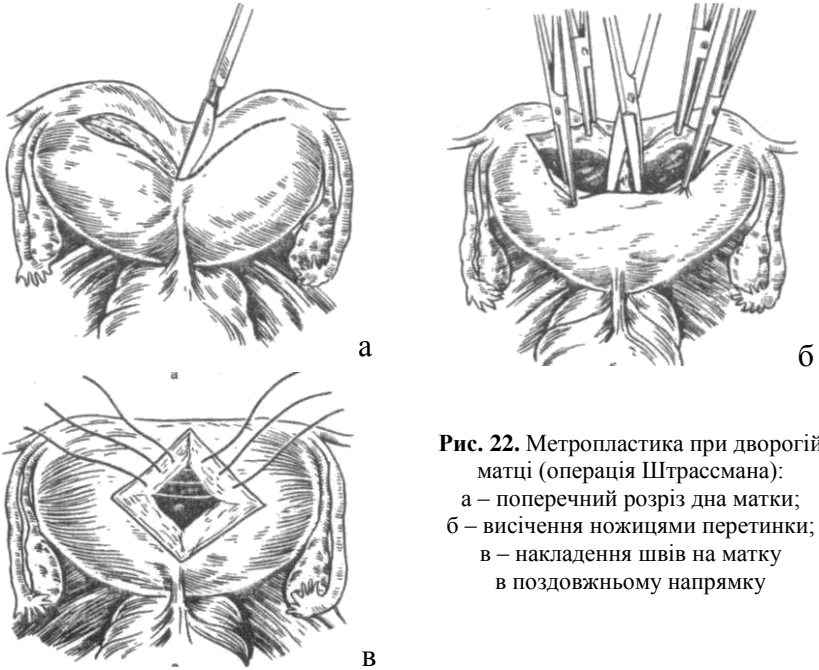 а
б
а
Рис. 22. Метропластика при дворогій
матці (операція Штрассмана):
а – поперечний розріз дна матки;
б – висічення ножицями перетинки;
в – накладення швів на матку
в поздовжньому напрямку
в